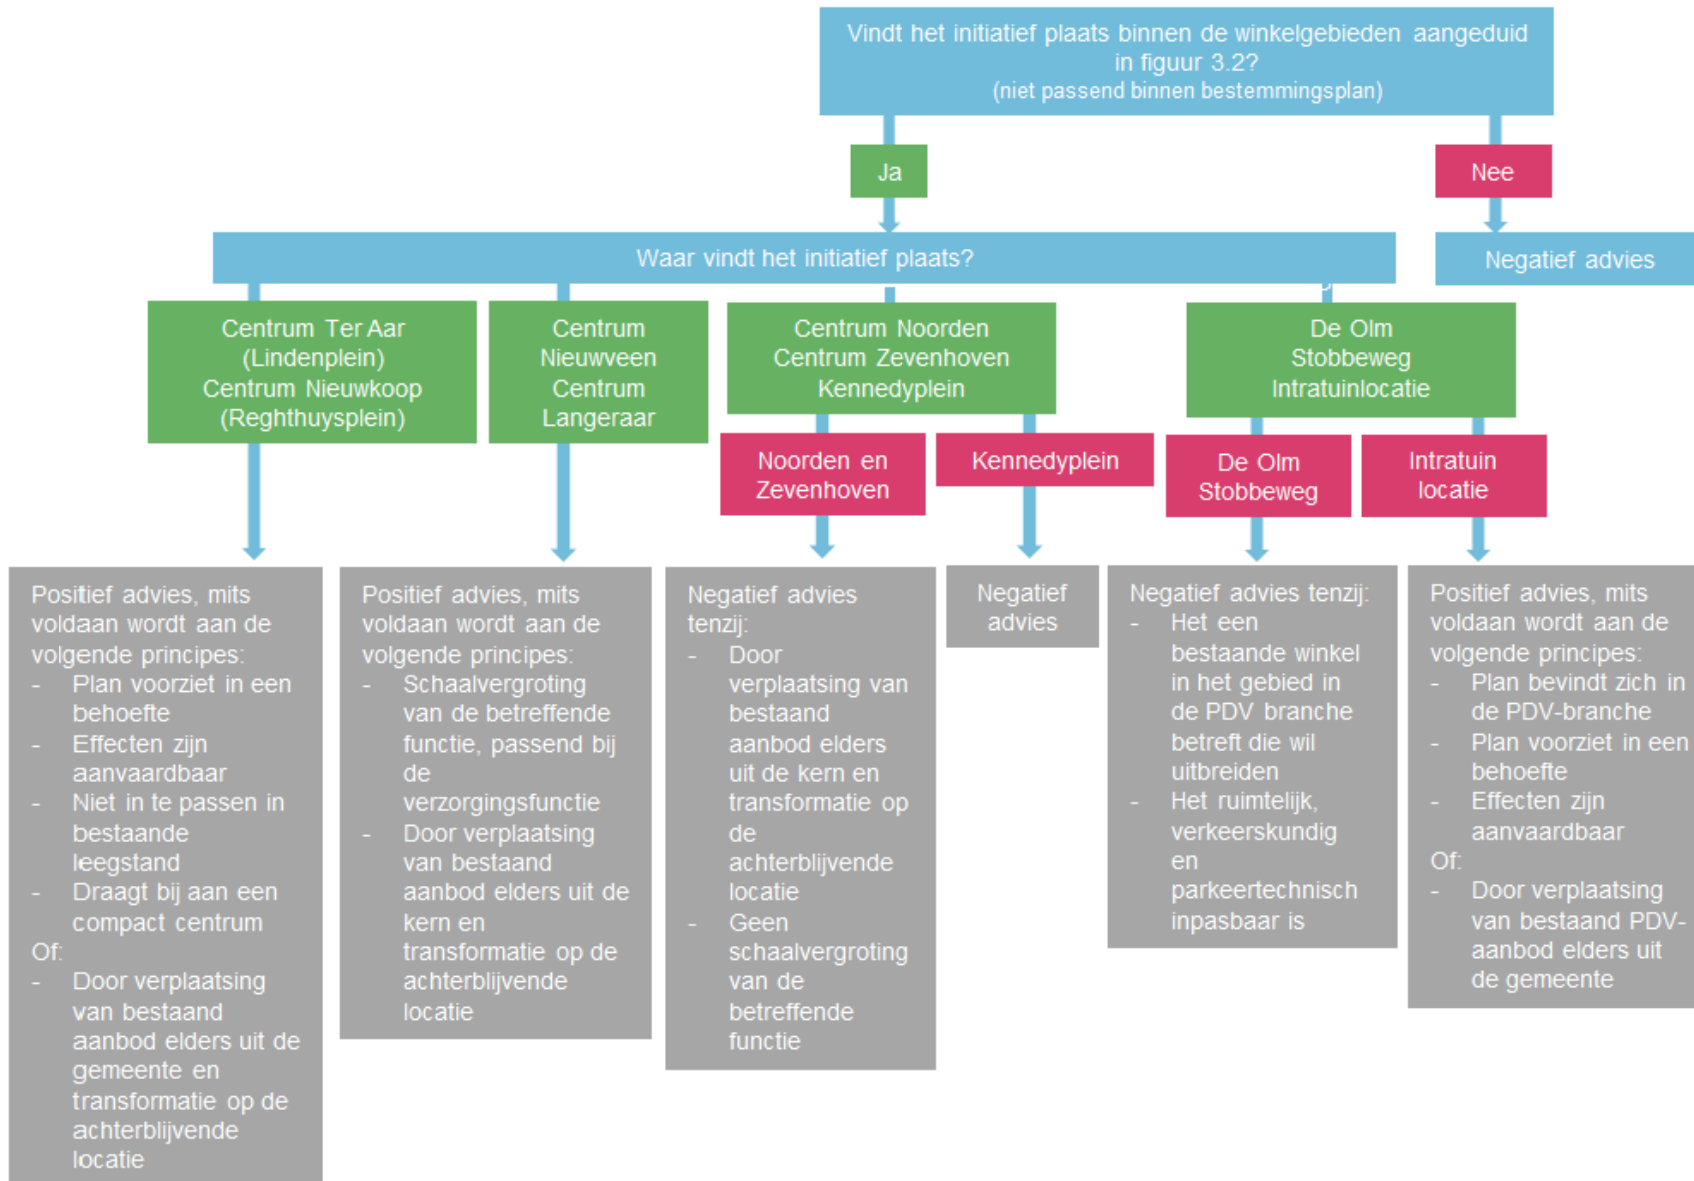 Vindt het initiatief plaats binnen de winkelgebieden aangeduid
in figuur 3.2?
(niet passend binnen bestemmingsplan)
Ja
Nee
Waar vindt het initiatief plaats?
Negatief advies
Centrum Ter Aar
(Lindenplein)
Centrum Nieuwkoop
(Reghthuysplein)
Centrum
Nieuwveen
Centrum
Langeraar
Centrum Noorden
Centrum Zevenhoven
Kennedyplein
De Olm
Stobbeweg
Intratuinlocatie
Noorden en
Zevenhoven
Kennedyplein
De Olm
Stobbeweg
Intratuin
locatie
Positief advies, mits
voldaan wordt aan de
volgende principes:
- Plan voorziet in een
behoefte
- Effecten zijn
aanvaardbaar
- Niet in te passen in
bestaande
leegstand
- Draagt bij aan een
compact centrum
Of:
- Door verplaatsing
van bestaand
aanbod elders uit de
gemeente en
transformatie op de
achterblijvende
locatie
Positief advies, mits
voldaan wordt aan de
volgende principes:
- Schaalvergroting
van de betreffende
functie, passend bij
de
verzorgingsfunctie
- Door verplaatsing
van bestaand
aanbod elders uit de
kern en
transformatie op de
achterblijvende
locatie
Negatief advies
tenzij:
- Door
verplaatsing van
bestaand
aanbod elders
uit de kern en
transformatie op
de
achterblijvende
locatie
- Geen
schaalvergroting
van de
betreffende
functie
Negatief
advies
Negatief advies tenzij:
- Het een
bestaande winkel
in het gebied in
de PDV branche
betreft die wil
uitbreiden
- Het ruimtelijk,
verkeerskundig
en
parkeertechnisch
inpasbaar is
Positief advies, mits
voldaan wordt aan de
volgende principes:
- Plan bevindt zich in
de PDV-branche
- Plan voorziet in een
behoefte
- Effecten zijn
aanvaardbaar
Of:
- Door verplaatsing
van bestaand PDV-
aanbod elders uit
de gemeente